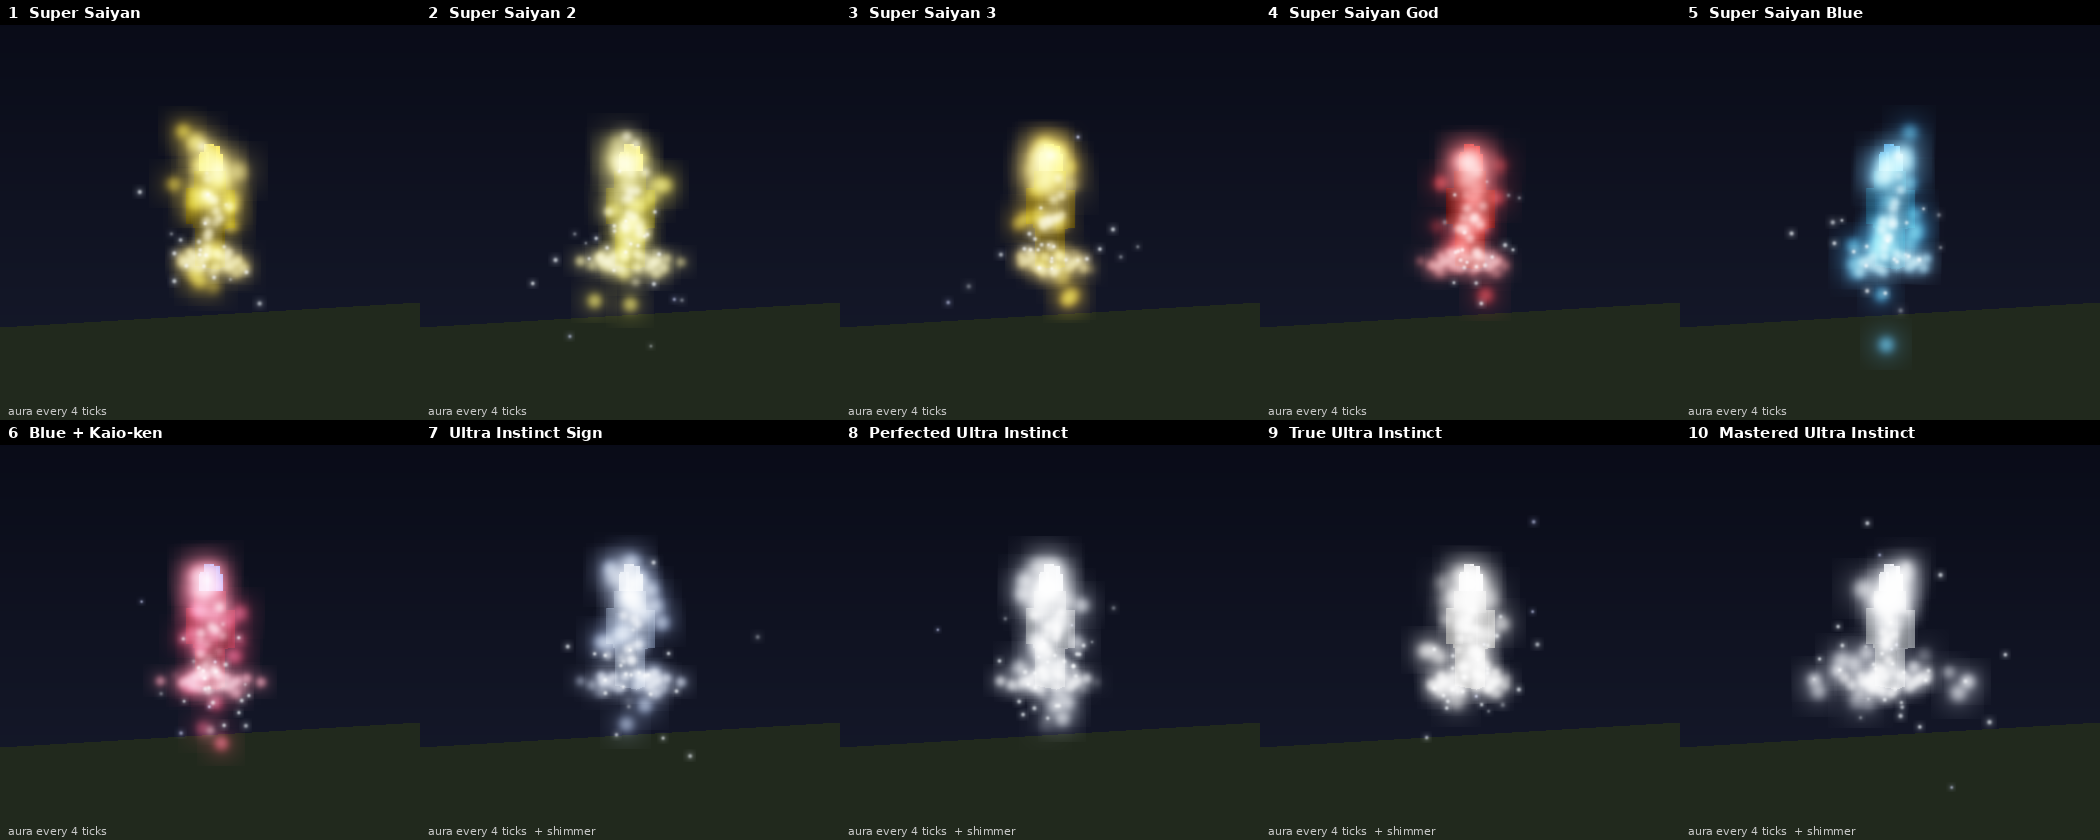 1 Super Saiyan
2 Super Saiyan 2
3 Super Saiyan 3
4 Super Saiyan God
5 Super Saiyan Blue
aura every 4 ticks
aura every 4 ticks
aura every 4 ticks
aura every 4 ticks
aura every 4 ticks
6 Blue + Kaio-ken
7 Ultra Instinct Sign
8 Perfected Ultra Instinct
9 True Ultra Instinct
10 Mastered Ultra Instinct
aura every 4 ticks
aura every 4 ticks + shimmer
aura every 4 ticks + shimmer
aura every 4 ticks + shimmer
aura every 4 ticks + shimmer